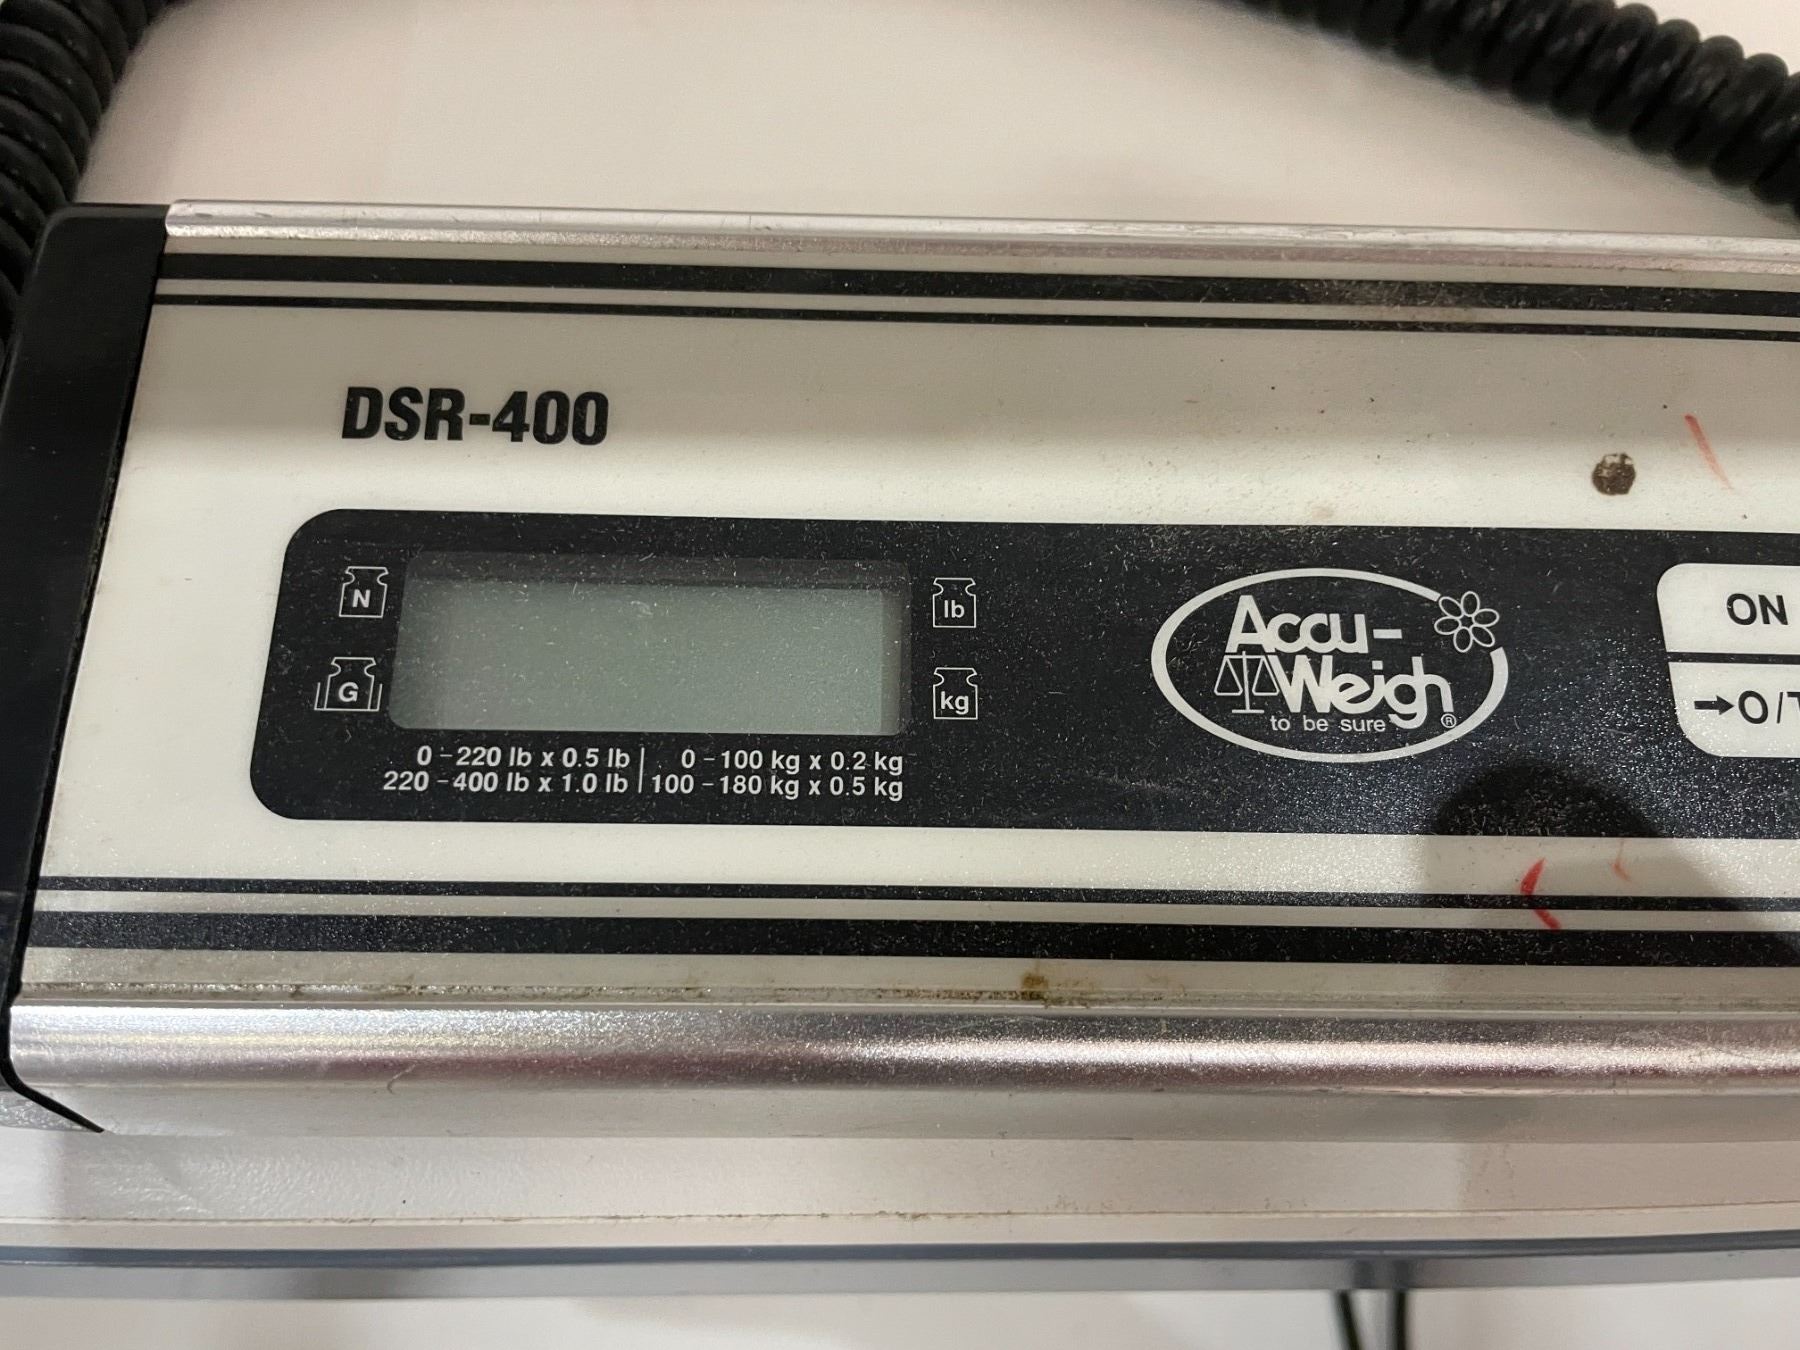 DSR-400
N
G
lb
kg
0-220 lb x 0.5 lb | 0-100 kg x 0.2 kg
220-400 lb x 1.0 lb | 100-180 kg x 0.5 kg
Accu-
Weigh
to be sure ®
ON
→O/T